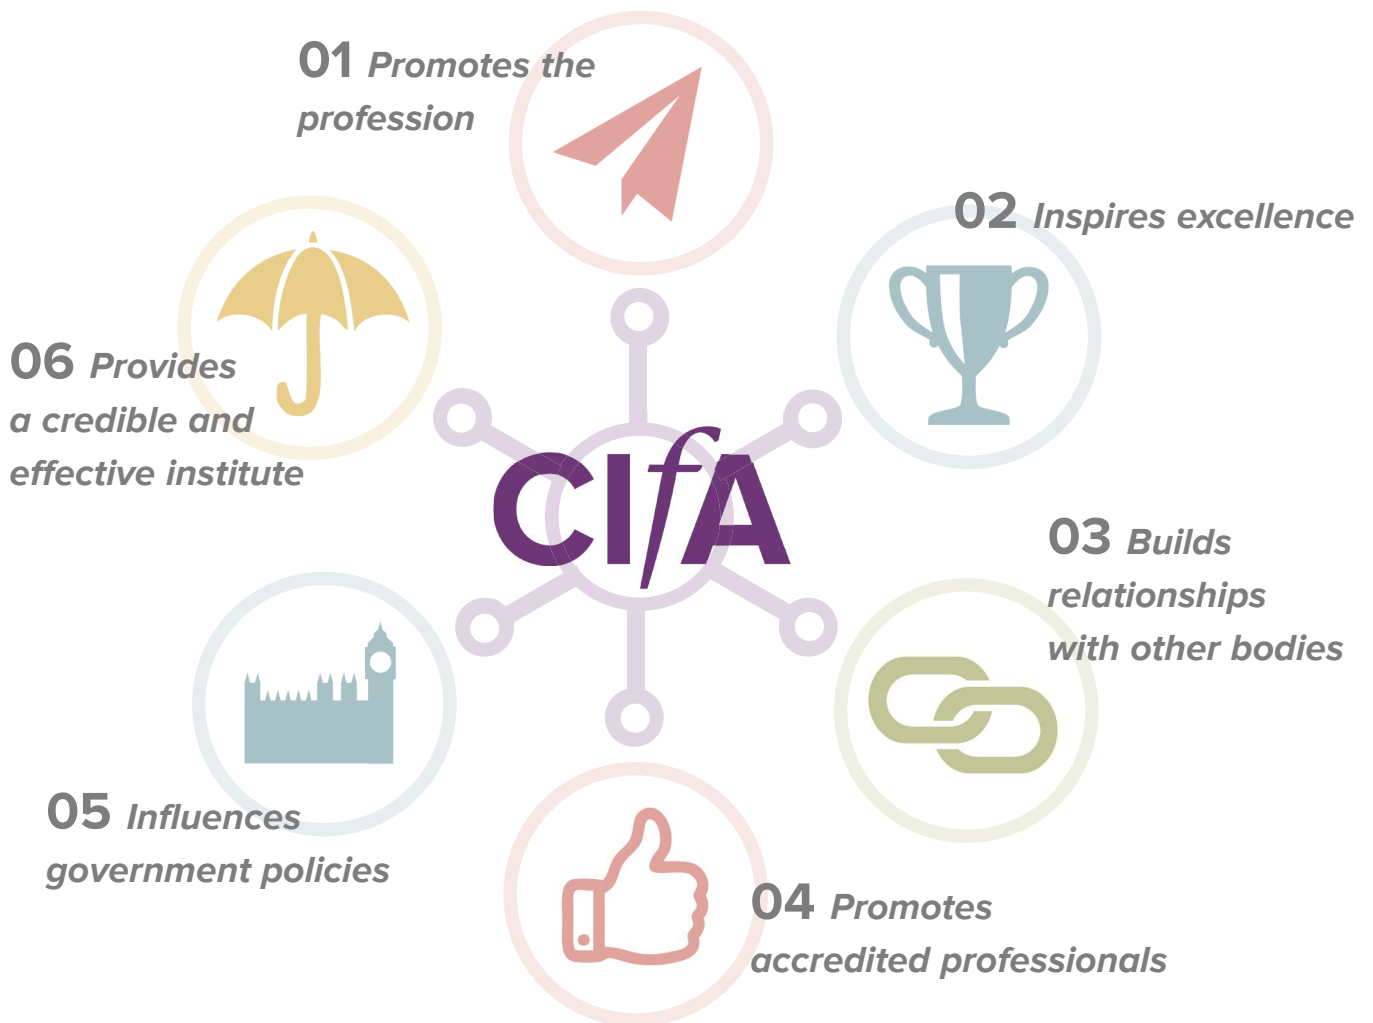 01 Promotes the
profession
02 Inspires excellence
06 Provides
a credible and
effective institute
CIfA
03 Builds
relationships
with other bodies
05 Influences
government policies
04 Promotes
accredited professionals